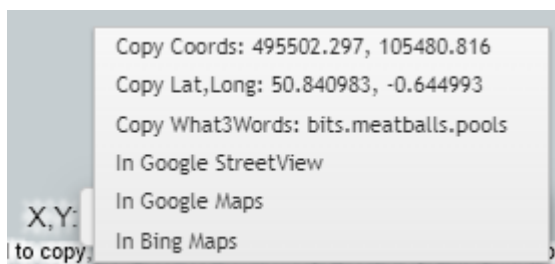 Copy Coords: 495502.297, 105480.816
Copy Lat,Long: 50.840983, -0.644993
Copy What3Words: bits.meatballs.pools
In Google StreetView
In Google Maps
X,Y:
In Bing Maps
to copy,